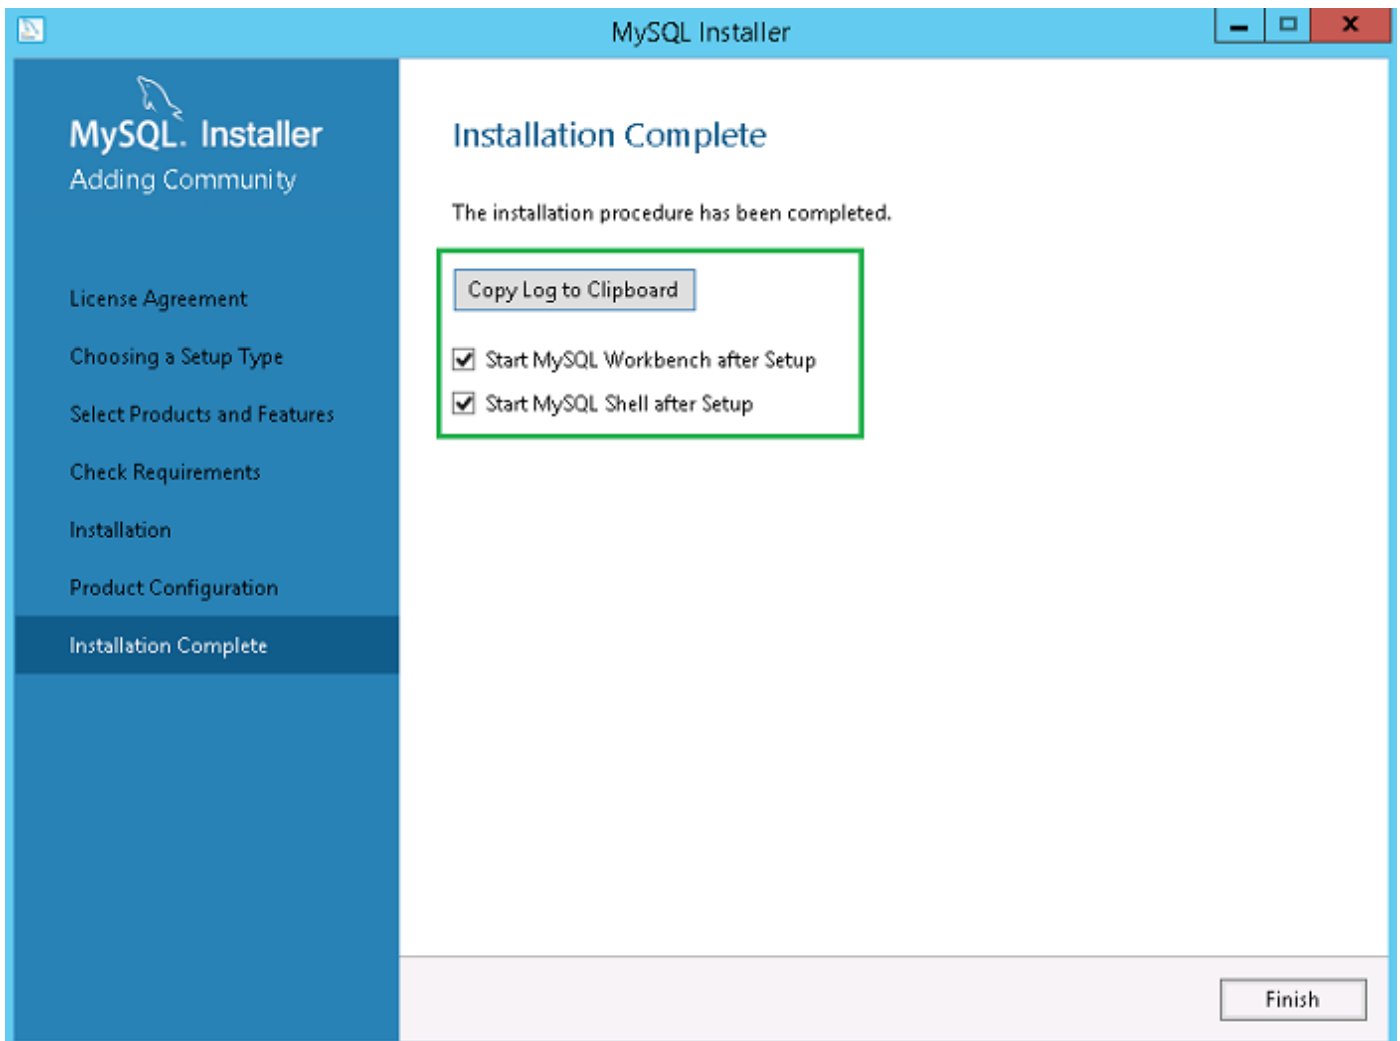 MySQL Installer
MySQL. Installer
Adding Community
License Agreement
Choosing a Setup Type
Select Products and Features
Check Requirements
Installation
Product Configuration
Installation Complete
Installation Complete
The installation procedure has been completed.
Copy Log to Clipboard
Start MySQL Workbench after Setup
Start MySQL Shell after Setup
Finish